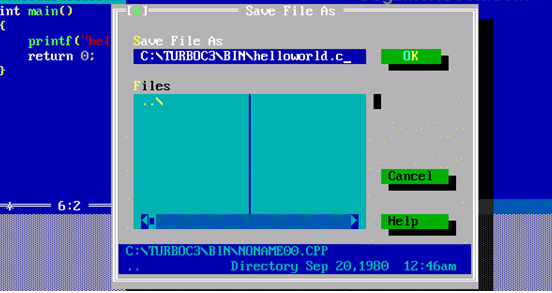 Save File As
int main()
{
printf("hel
return 0;
}
6:2
Save File As
C:\TURBOC3\BIN\helloworld.c_
OK
Files
..\
Cancel
Help
C:\TURBOC3\BIN\NONAME00.CPP
.. Directory Sep 20,1980 12:46am